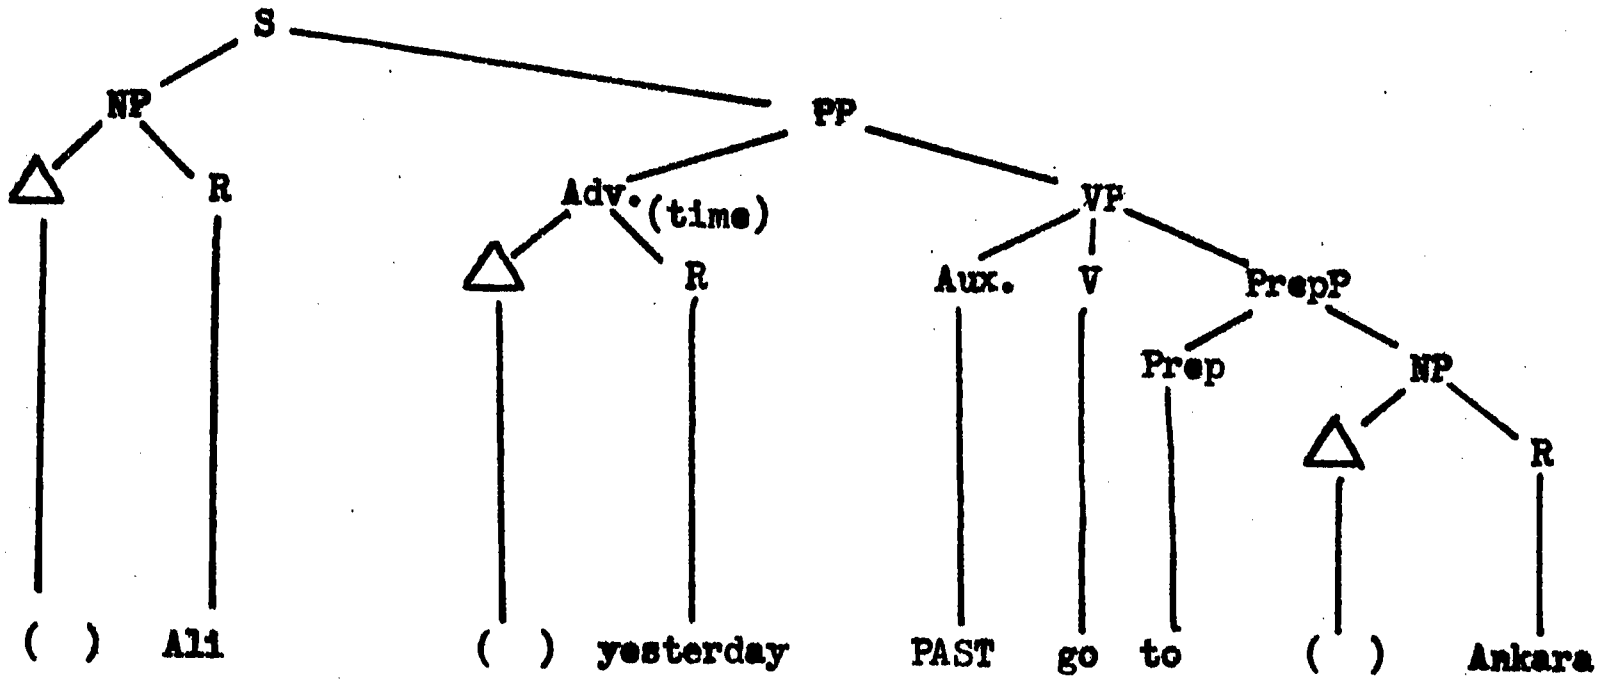 S
NP PP
R Adv. (time) VP
R Aux. V PrepP
Prep NP
R
( ) Ali ( ) yesterday PAST go to ( ) Ankara